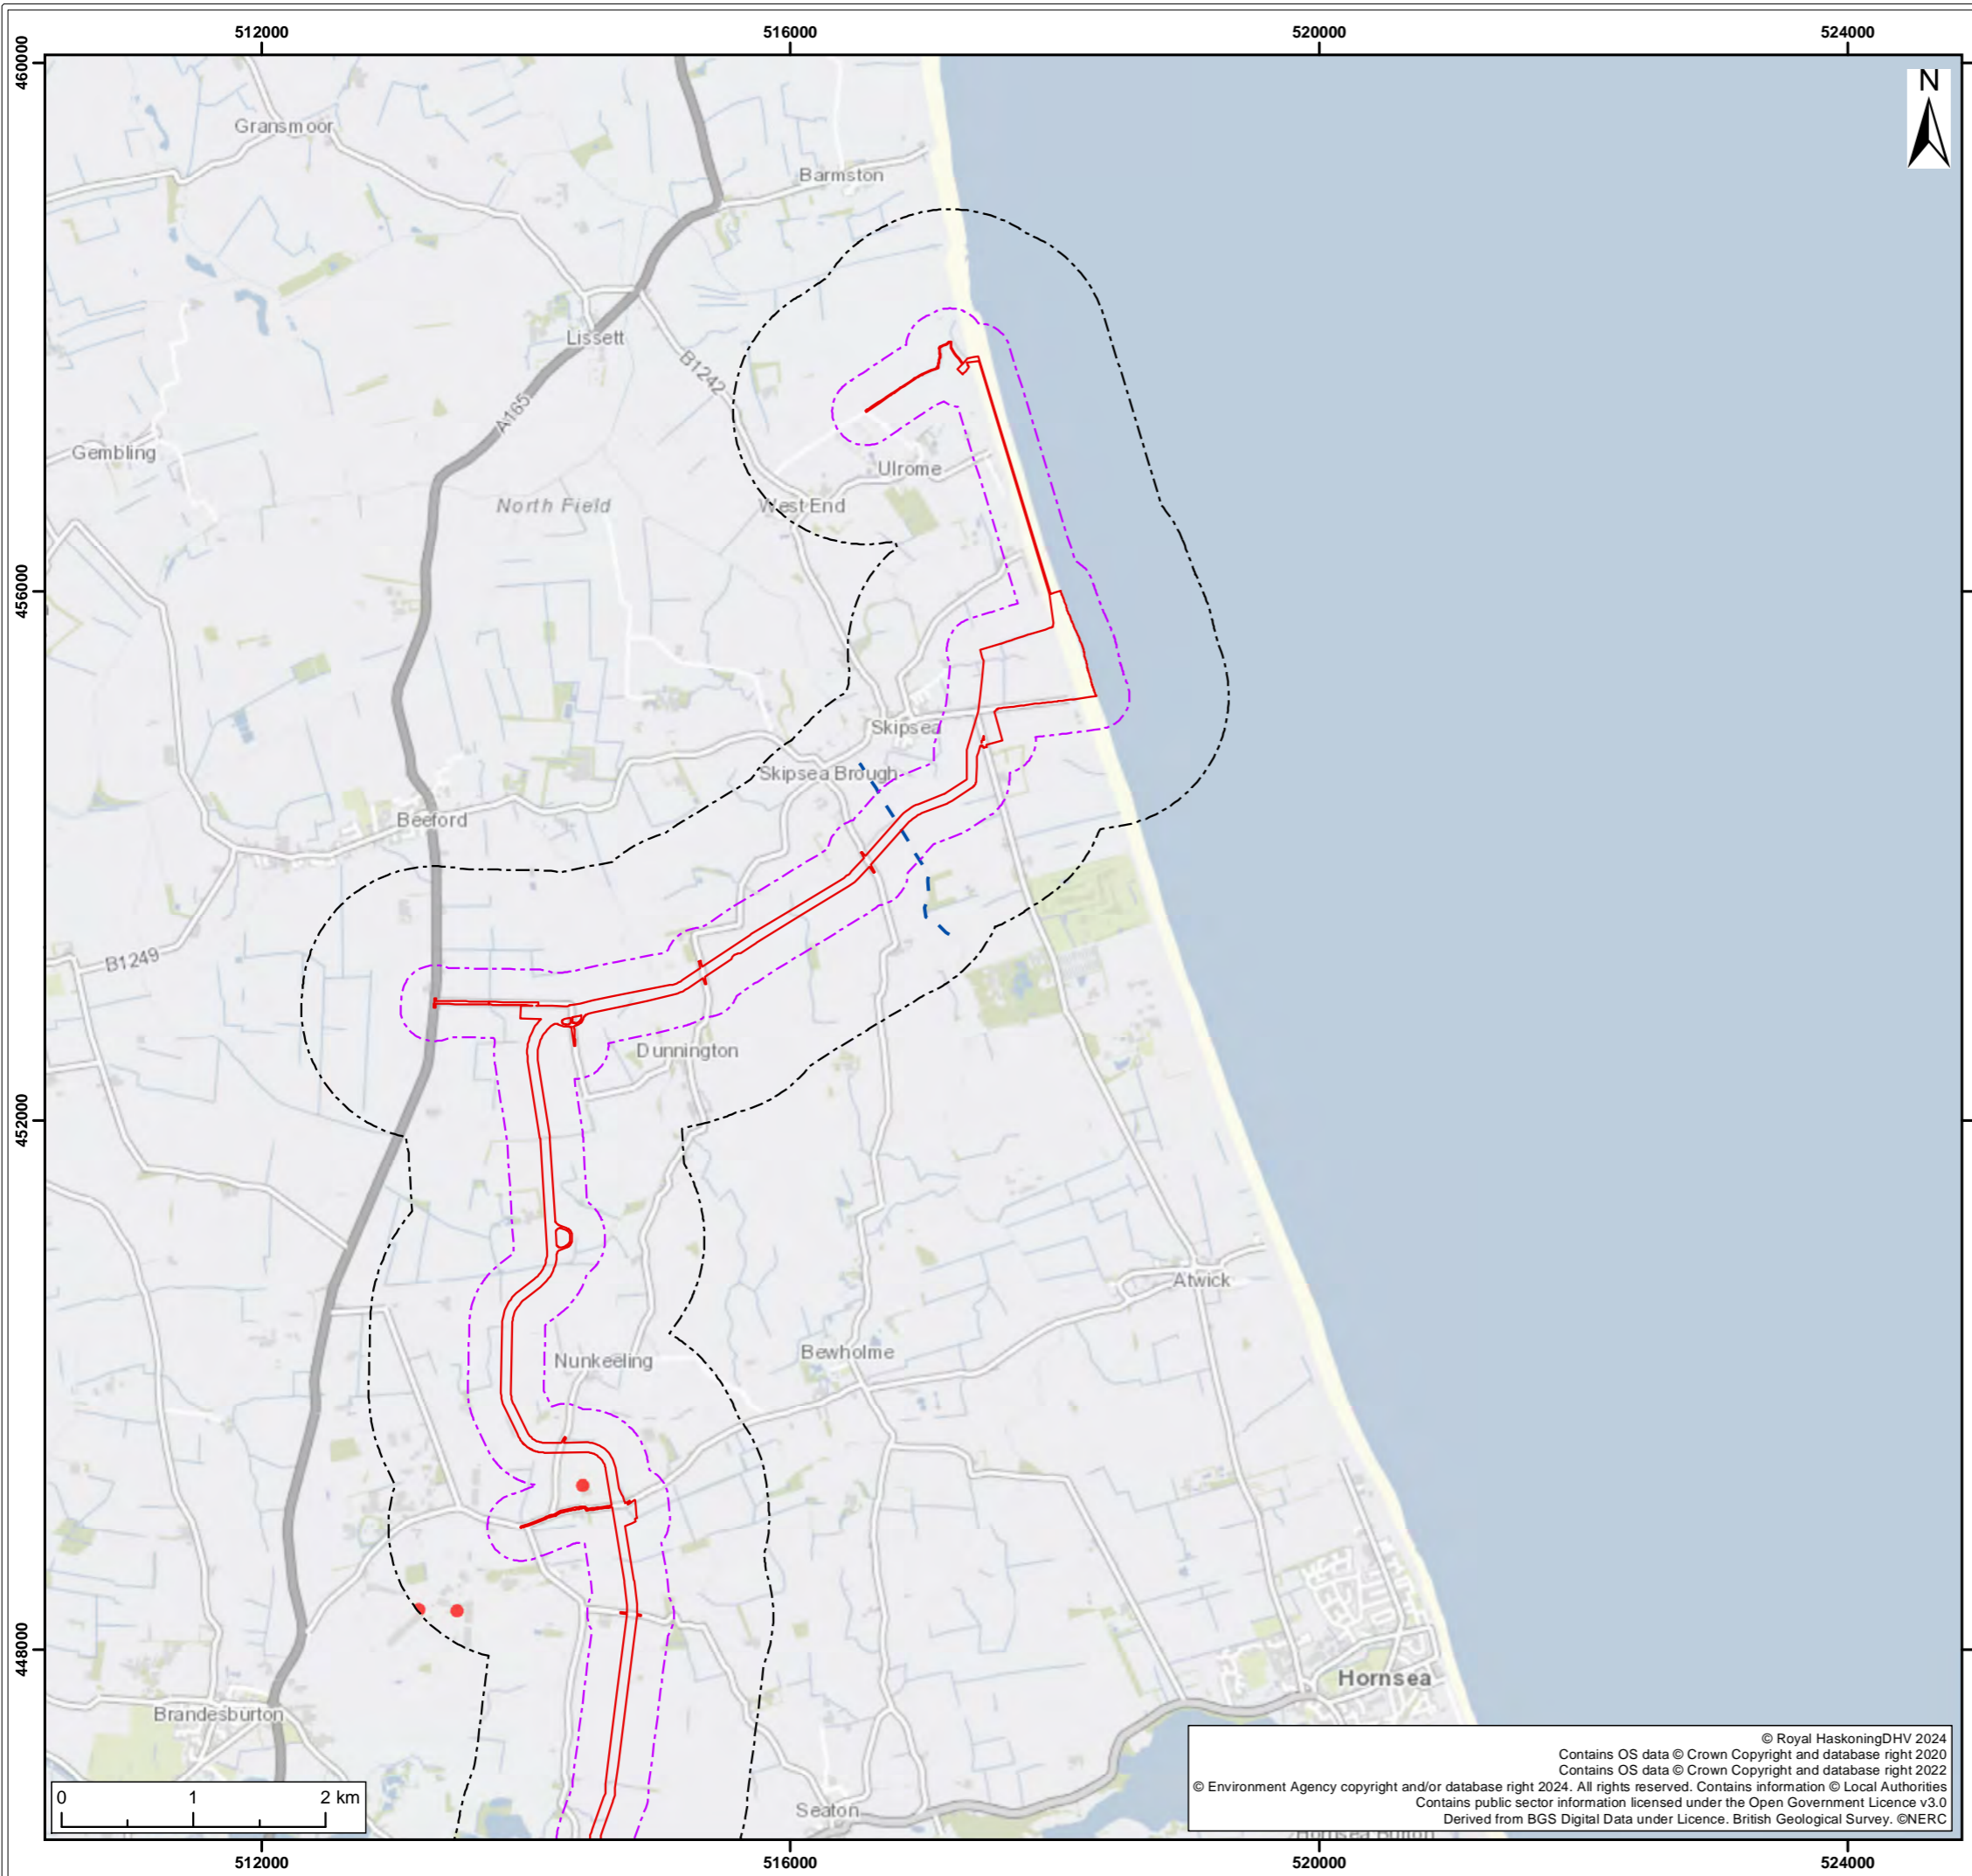 512000
516000
520000
524000
460000
N
Gransmoor
Barmston
Lissett
B1242
A165
Gembling
Ulrome
North Field
West End
456000
Skipsea
Skipsea Brough
Beeford
B1249
Dunnington
452000
Atwick
Nunkeeling
Bewholme
448000
Hornsea
Brandesburton
© Royal HaskoningDHV 2024
Contains OS data © Crown Copyright and database right 2020
Contains OS data © Crown Copyright and database right 2022
© Environment Agency copyright and/or database right 2024. All rights reserved. Contains information © Local Authorities
Contains public sector information licensed under the Open Government Licence v3.0
Derived from BGS Digital Data under Licence. British Geological Survey. ©NERC
0 1 2 km
Seaton
512000
516000
520000
524000